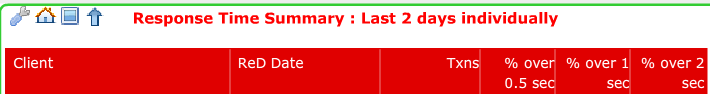 Response Time Summary : Last 2 days individually
Client ReD Date Txns % over 0.5 sec % over 1 sec % over 2 sec